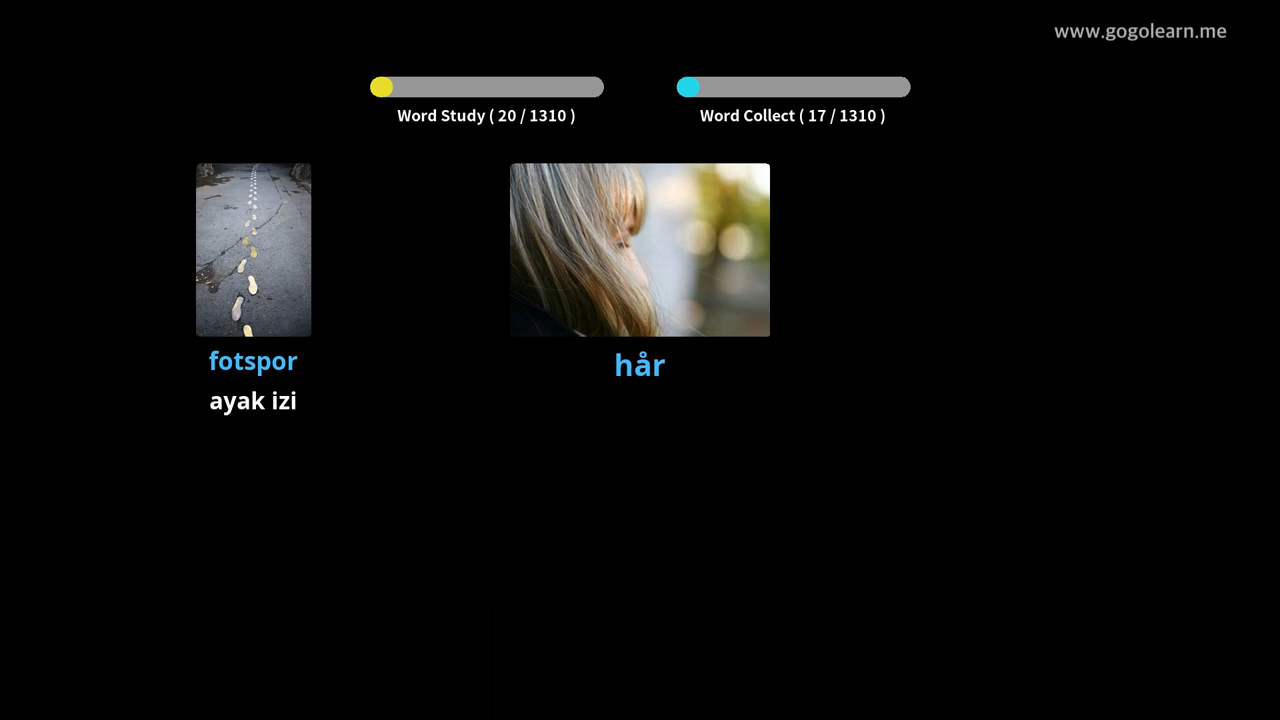 www.gogolearn.me
Word Study ( 20 / 1310 )
Word Collect ( 17 / 1310 )
fotspor
ayak izi
hår